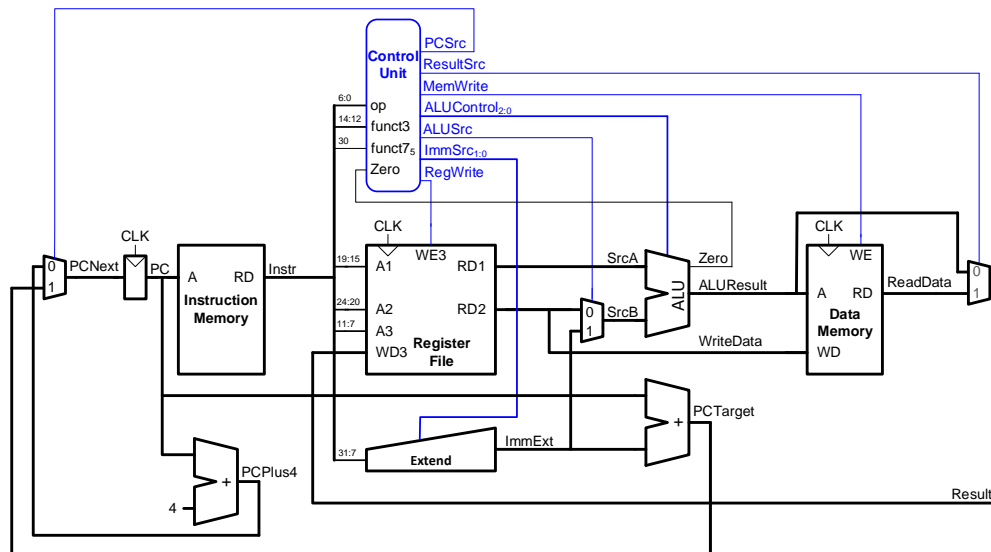 PCSrc
Control
Unit
ResultSrc
MemWrite
6:0
op
ALUControl2:0
14:12
funct3
ALUSrc
30
funct75
ImmSrc1:0
Zero
RegWrite
CLK
CLK
CLK
0
1
PCNext
PC
A
RD
Instruction
Memory
Instr
19:15
A1
WE3
RD1
24:20
A2
RD2
11:7
A3
WD3
Register
File
SrcA
0
1
SrcB
ALU
Zero
ALUResult
WriteData
WE
A
RD
Data
Memory
WD
ReadData
0
1
+
PCTarget
31:7
Extend
ImmExt
+
PCPlus4
4
Result